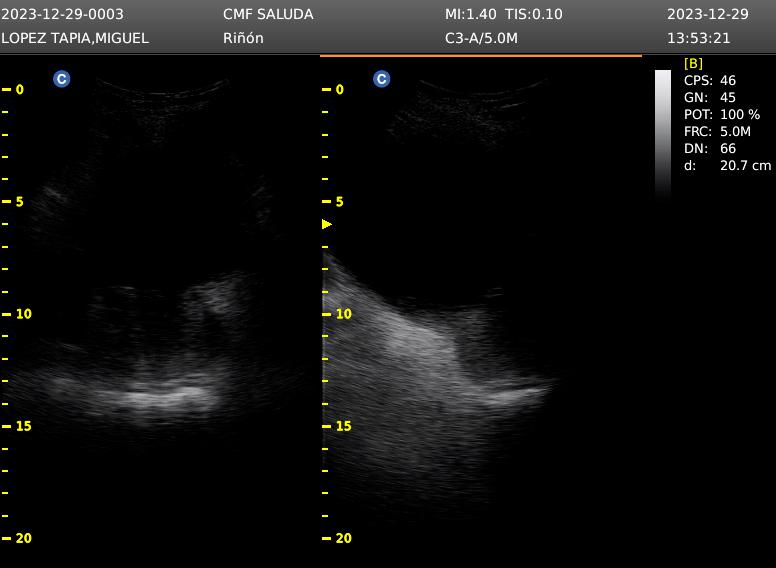 2023-12-29-0003 CMF SALUDA MI:1.40 TIS:0.10 2023-12-29
LOPEZ TAPIA,MIGUEL Riñón C3-A/5.0M 13:53:21
C
0
5
10
15
20
C
0
5
10
15
20
[B]
CPS: 46
GN: 45
POT: 100 %
FRC: 5.0M
DN: 66
d: 20.7 cm